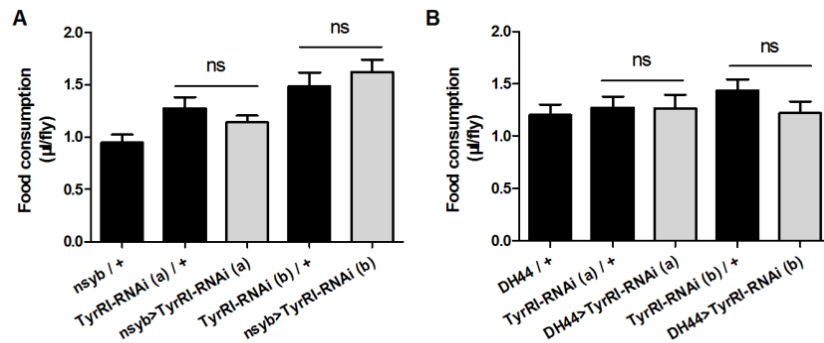 A
Food consumption
(µl/fly)
2.0
1.5
1.0
0.5
0.0
ns
ns
nsyb / +
TyrRI-RNAi (a) / +
nsyb>TyrRI-RNAi (a)
TyrRI-RNAi (b) / +
nsyb>TyrRI-RNAi (b)
B
Food consumption
(µl/fly)
2.0
1.5
1.0
0.5
0.0
ns
ns
DH44 / +
TyrRI-RNAi (a) / +
DH44>TyrRI-RNAi (a)
TyrRI-RNAi (b) / +
DH44>TyrRI-RNAi (b)